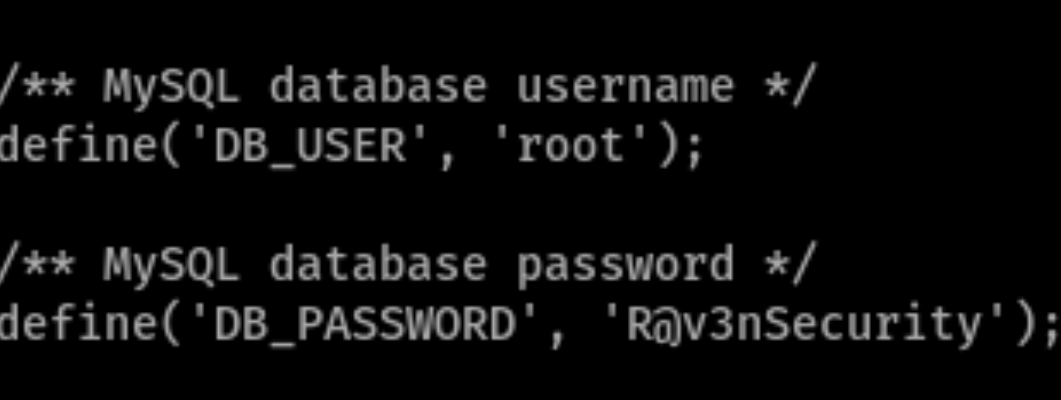 /** MySQL database username */
define('DB_USER', 'root');
/** MySQL database password */
define('DB_PASSWORD', 'R@v3nSecurity');